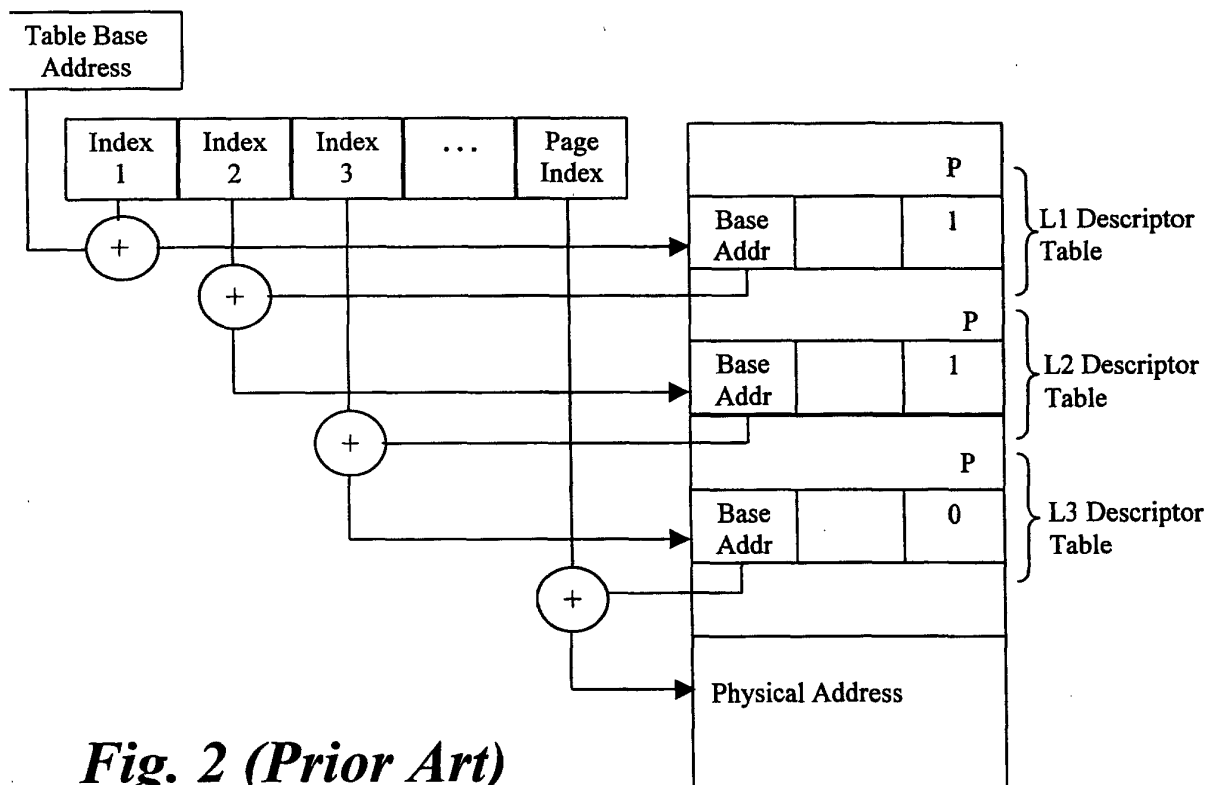 Table Base
Address
Index
1
Index
2
Index
3
...
Page
Index
P
Base
Addr
1
L1 Descriptor
Table
+
+
P
Base
Addr
1
L2 Descriptor
Table
+
P
Base
Addr
0
L3 Descriptor
Table
+
Physical Address
Fig. 2 (Prior Art)